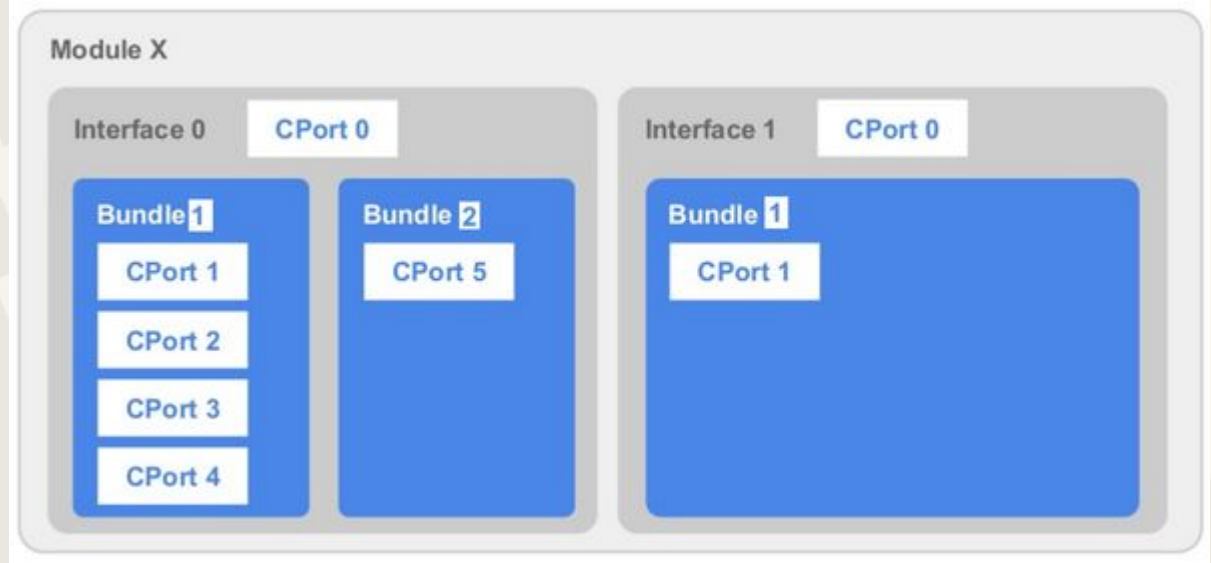 Module X
Interface 0
CPort 0
Bundle 1
CPort 1
CPort 2
CPort 3
CPort 4
Bundle 2
CPort 5
Interface 1
CPort 0
Bundle 1
CPort 1